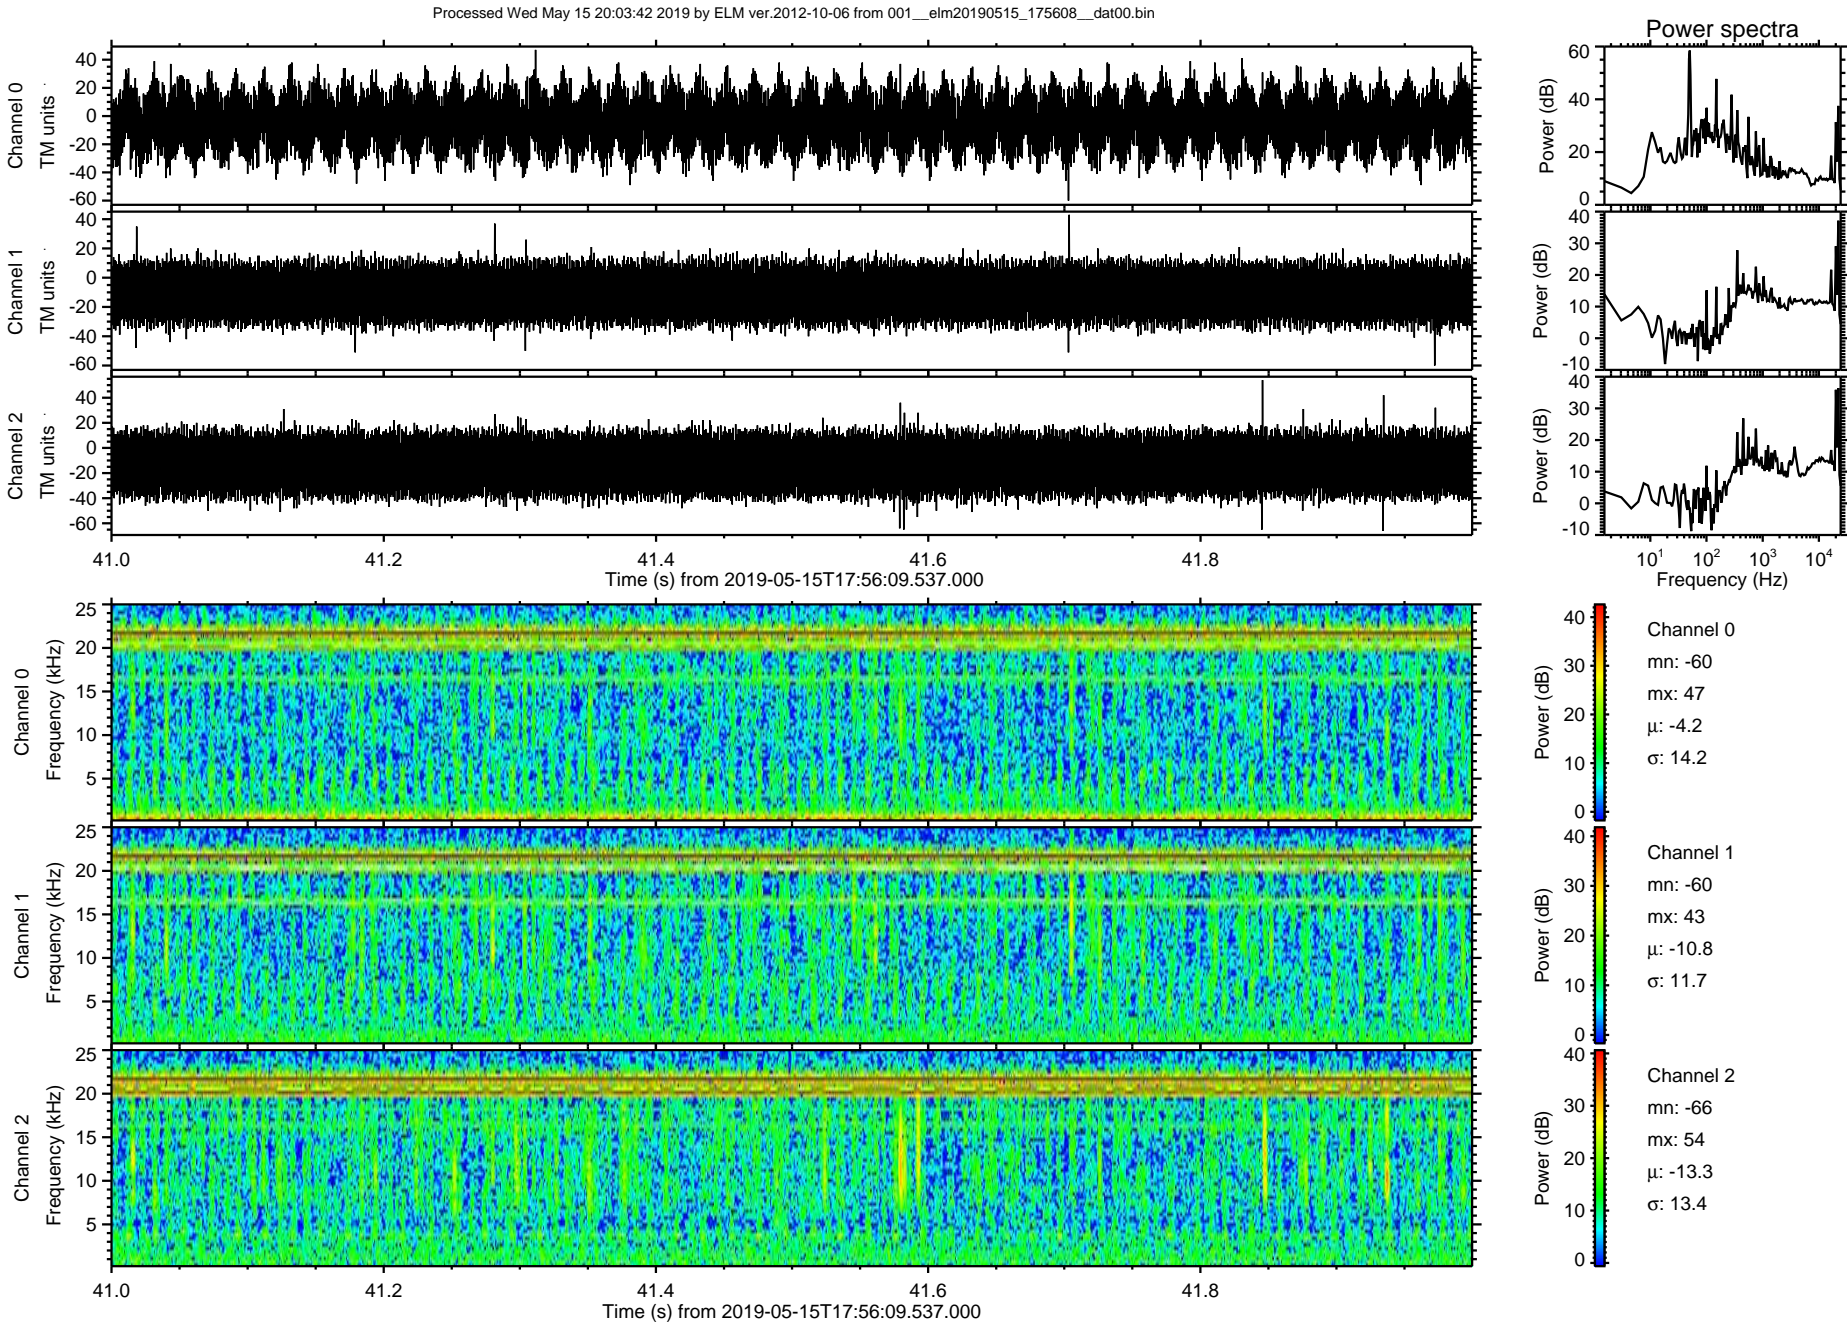 Processed Wed May 15 20:03:42 2019 by ELM ver.2012-10-06 from 001__elm20190515_175608__dat00.bin
Power spectra
Channel 0
TM units
40
20
0
-20
-40
-60
Power (dB)
60
40
20
0
Channel 1
TM units
40
20
0
-20
-40
-60
Power (dB)
40
30
20
10
0
-10
Channel 2
TM units
40
20
0
-20
-40
-60
Power (dB)
40
30
20
10
0
-10
41.0 41.2 41.4 41.6 41.8
Time (s) from 2019-05-15T17:56:09.537.000
10¹ 10² 10³ 10⁴
Frequency (Hz)
Channel 0
Frequency (kHz)
25
20
15
10
5
Power (dB)
40
30
20
10
0
Channel 0
mn: -60
mx: 47
μ: -4.2
σ: 14.2
Channel 1
Frequency (kHz)
25
20
15
10
5
Power (dB)
40
30
20
10
0
Channel 1
mn: -60
mx: 43
μ: -10.8
σ: 11.7
Channel 2
Frequency (kHz)
25
20
15
10
5
Power (dB)
40
30
20
10
0
Channel 2
mn: -66
mx: 54
μ: -13.3
σ: 13.4
41.0 41.2 41.4 41.6 41.8
Time (s) from 2019-05-15T17:56:09.537.000